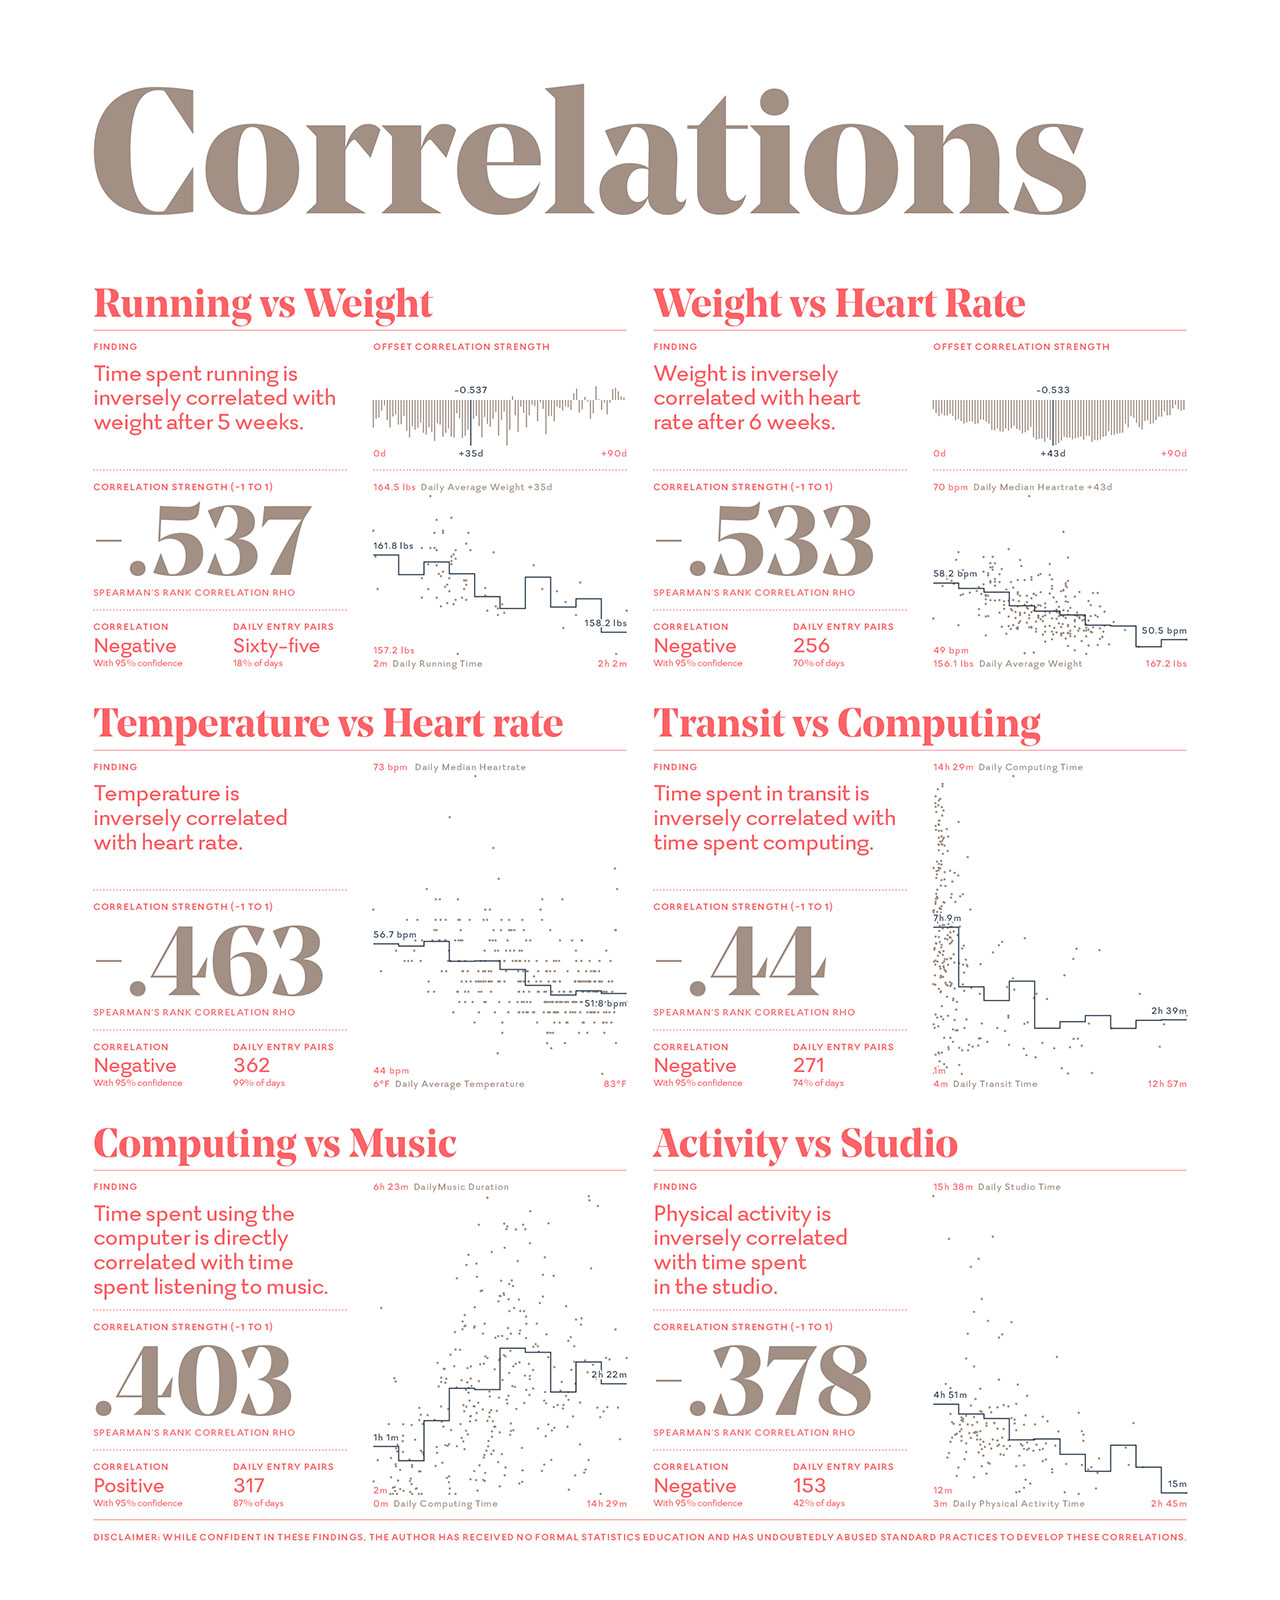 Correlations
Running vs Weight
FINDING
Time spent running is
inversely correlated with
weight after 5 weeks.
OFFSET CORRELATION STRENGTH
-0.537
0d
+35d
+90d
CORRELATION STRENGTH (-1 TO 1)
-.537
SPEARMAN'S RANK CORRELATION RHO
CORRELATION
Negative
With 95% confidence
DAILY ENTRY PAIRS
Sixty-five
18% of days
164.5 lbs Daily Average Weight +35d
161.8 lbs
158.2 lbs
157.2 lbs
2m Daily Running Time
2h 2m
Weight vs Heart Rate
FINDING
Weight is inversely
correlated with heart
rate after 6 weeks.
OFFSET CORRELATION STRENGTH
-0.533
0d
+43d
+90d
CORRELATION STRENGTH (-1 TO 1)
-.533
SPEARMAN'S RANK CORRELATION RHO
CORRELATION
Negative
With 95% confidence
DAILY ENTRY PAIRS
256
70% of days
70 bpm Daily Median Heartrate +43d
58.2 bpm
50.5 bpm
49 bpm
156.1 lbs Daily Average Weight
167.2 lbs
Temperature vs Heart rate
FINDING
Temperature is
inversely correlated
with heart rate.
CORRELATION STRENGTH (-1 TO 1)
-.463
SPEARMAN'S RANK CORRELATION RHO
CORRELATION
Negative
With 95% confidence
DAILY ENTRY PAIRS
362
99% of days
73 bpm Daily Median Heartrate
56.7 bpm
51.8 bpm
44 bpm
6°F Daily Average Temperature
83°F
Transit vs Computing
FINDING
Time spent in transit is
inversely correlated with
time spent computing.
CORRELATION STRENGTH (-1 TO 1)
-.44
SPEARMAN'S RANK CORRELATION RHO
CORRELATION
Negative
With 95% confidence
DAILY ENTRY PAIRS
271
74% of days
14h 29m Daily Computing Time
7h 9m
2h 39m
1m
4m Daily Transit Time
12h 57m
Computing vs Music
FINDING
Time spent using the
computer is directly
correlated with time
spent listening to music.
CORRELATION STRENGTH (-1 TO 1)
.403
SPEARMAN'S RANK CORRELATION RHO
CORRELATION
Positive
With 95% confidence
DAILY ENTRY PAIRS
317
87% of days
6h 23m DailyMusic Duration
1h 1m
2h 22m
2m
0m Daily Computing Time
14h 29m
Activity vs Studio
FINDING
Physical activity is
inversely correlated
with time spent
in the studio.
CORRELATION STRENGTH (-1 TO 1)
-.378
SPEARMAN'S RANK CORRELATION RHO
CORRELATION
Negative
With 95% confidence
DAILY ENTRY PAIRS
153
42% of days
15h 38m Daily Studio Time
4h 51m
15m
12m
3m Daily Physical Activity Time
2h 45m
DISCLAIMER: WHILE CONFIDENT IN THESE FINDINGS, THE AUTHOR HAS RECEIVED NO FORMAL STATISTICS EDUCATION AND HAS UNDOUBTEDLY ABUSED STANDARD PRACTICES TO DEVELOP THESE CORRELATIONS.